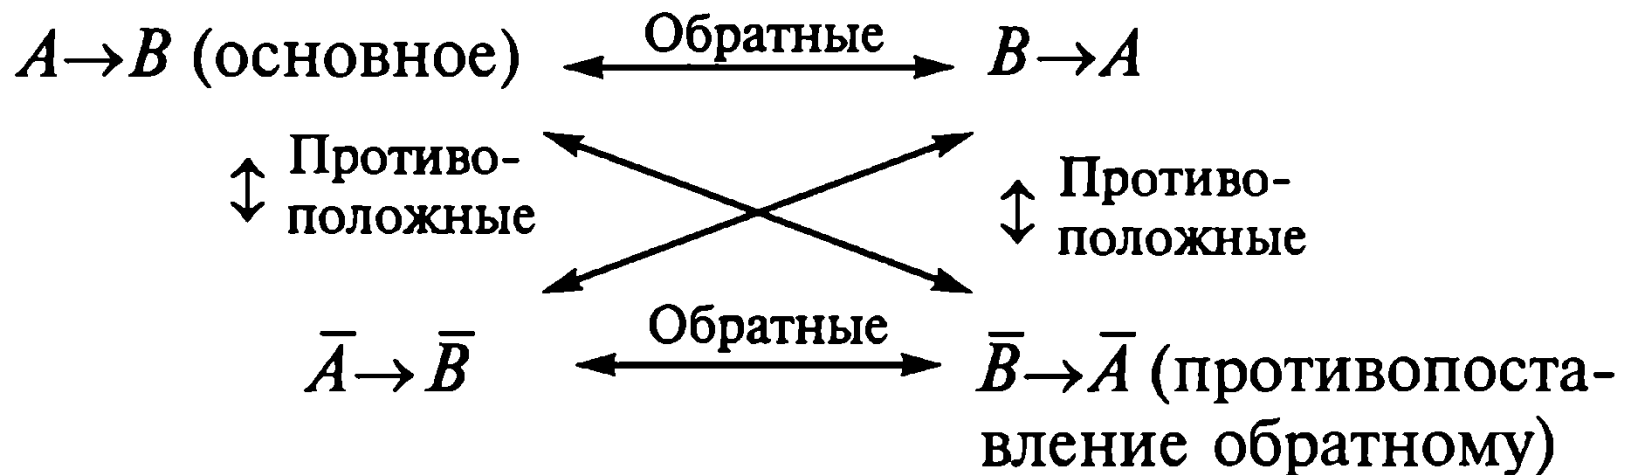 A→B (основное) Обратные B→A
Противо-
положные
Противо-
положные
A̅→B̅ Обратные B̅→A̅ (противопоста-
вление обратному)